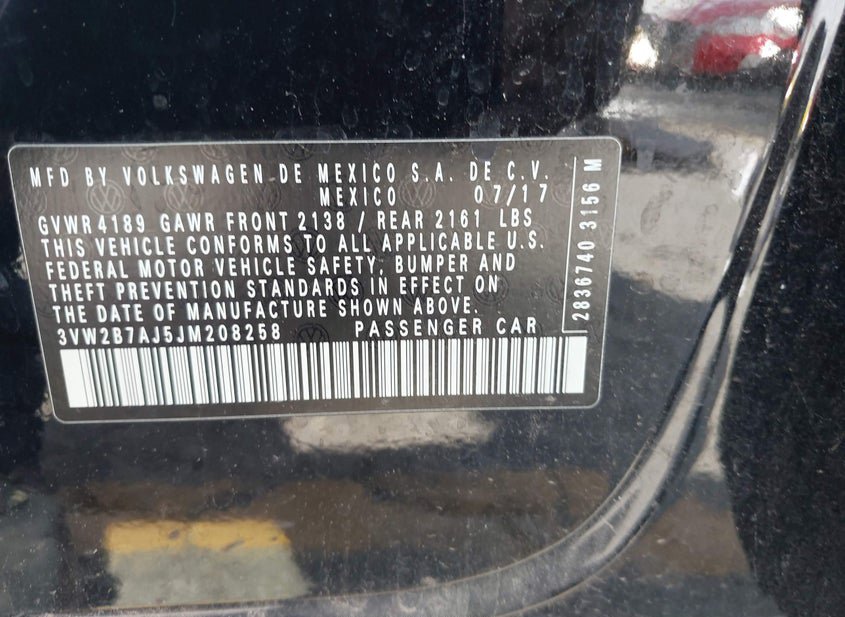 MFD BY VOLKSWAGEN DE MEXICO S.A. DE C.V.
MEXICO 07/17
GVWR 4189 GAWR FRONT 2138 / REAR 2161 LBS
THIS VEHICLE CONFORMS TO ALL APPLICABLE U.S.
FEDERAL MOTOR VEHICLE SAFETY, BUMPER AND
THEFT PREVENTION STANDARDS IN EFFECT ON
THE DATE OF MANUFACTURE SHOWN ABOVE.
3VW2B7AJ5JM208258 PASSENGER CAR
2836740 3156 M